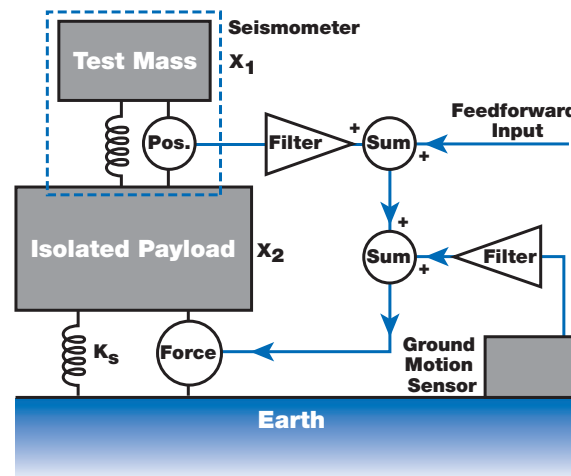 Seismometer
Test Mass
X1
Feedforward
Input
Pos.
Filter
+
Sum
+
Isolated Payload
X2
+
Sum
+
Filter
Ks
Force
Ground
Motion
Sensor
Earth